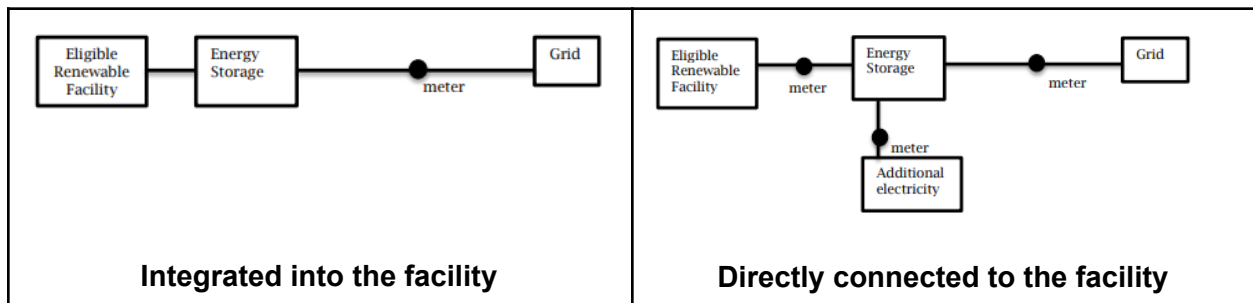 Eligible
Renewable
Facility
Energy
Storage
meter
Grid
Integrated into the facility
Eligible
Renewable
Facility
meter
Energy
Storage
meter
Grid
meter
Additional
electricity
Directly connected to the facility